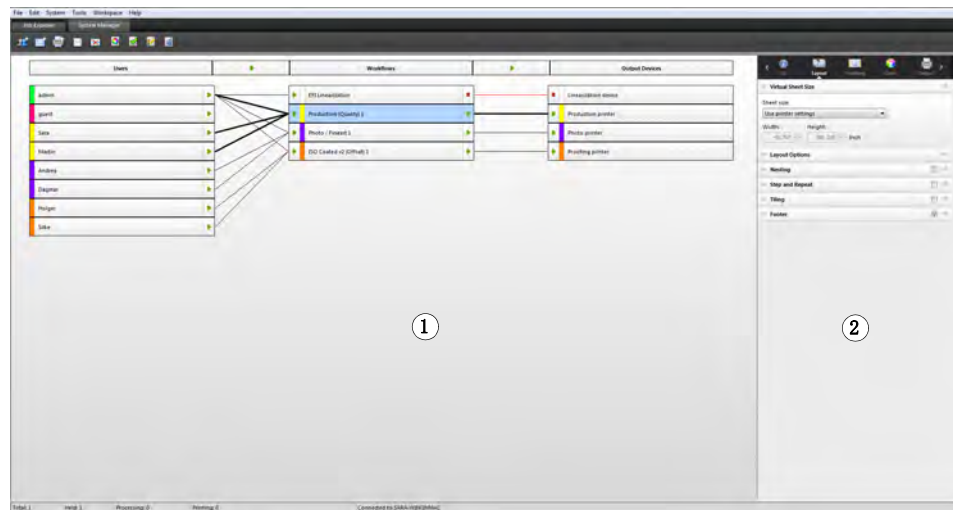 File Edit System Tools Workspace Help
Job Explorer System Manager
Users Workflows Output Devices
admin
guest
Sara
Martin
Andrea
Dagmar
Holger
Silke
EFI Linearization
Production (Quality) 1
Photo / Fineart 1
ISO Coated v2 (Offset) 1
Linearization device
Production printer
Photo printer
Proofing printer
Layout
Virtual Sheet Size
Sheet size:
Use printer settings
Width: Height:
inch
Layout Options
Nesting
Step and Repeat
Tiling
Footer
1
2
Total: 1 Held: 1 Processing: 0 Printing: 0